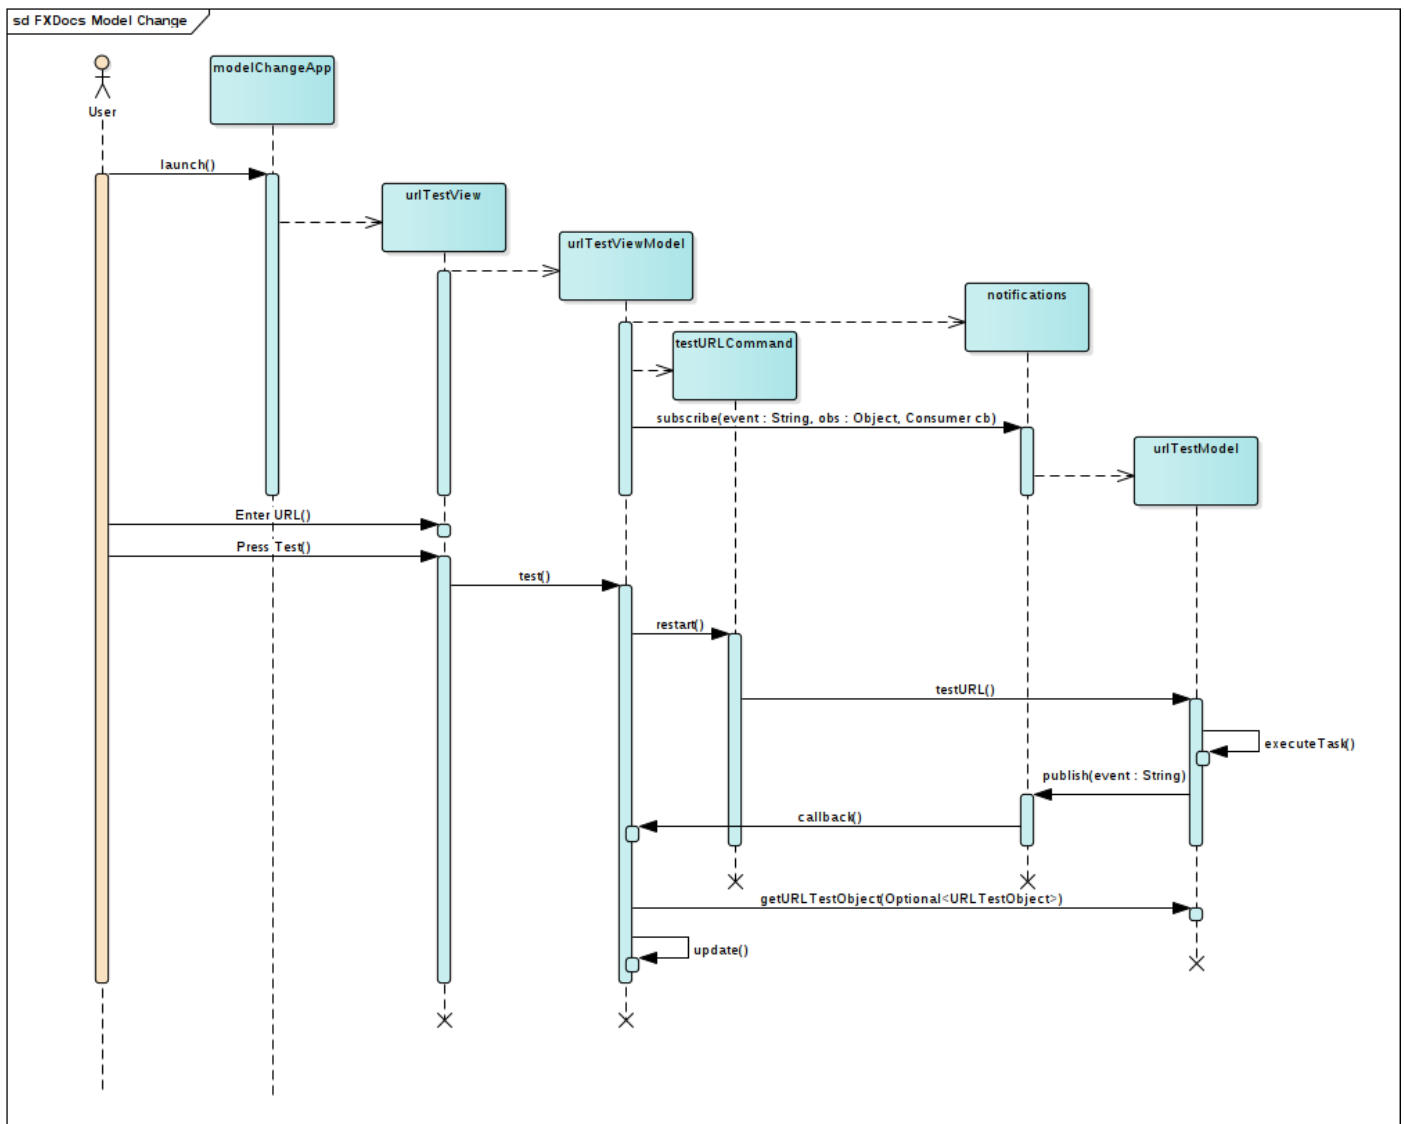 sd FXDocs Model Change
modelChangeApp
User
launch()
urlTestView
urlTestViewModel
notifications
testURLCommand
subscribe(event : String, obs : Object, Consumer cb)
urlTestModel
Enter URL()
Press Test()
test()
restart()
testURL()
executeTask()
publish(event : String)
callback()
getURLTestObject(Optional<URLTestObject>)
update()